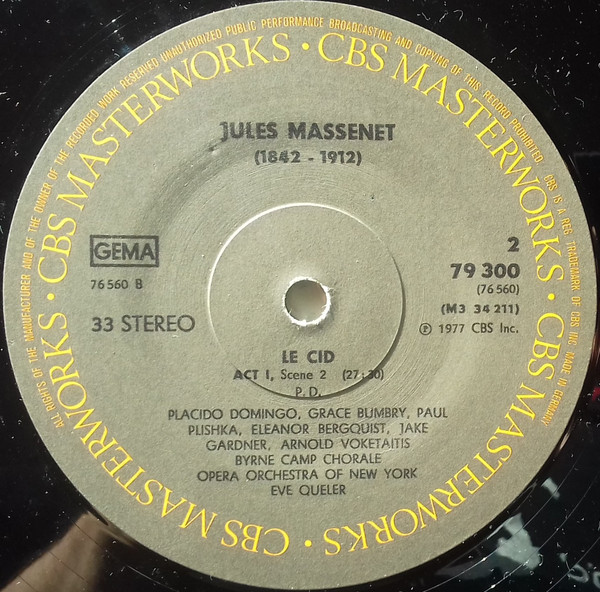 ALL RIGHTS OF THE MANUFACTURER AND OF THE OWNER OF THE RECORDED WORK RESERVED UNAUTHORIZED PUBLIC PERFORMANCE BROADCASTING AND COPYING OF THIS RECORD PROHIBITED. CBS IS A REG. TRADEMARK OF CBS INC. MADE IN GERMANY
CBS MASTERWORKS · CBS MASTERWORKS · CBS MASTERWORKS · CBS MASTERWORKS ·
JULES MASSENET
(1842 - 1912)
GEMA
76 560 B
33 STEREO
2
79 300
(76 560)
(M3 34 211)
℗ 1977 CBS Inc.
LE CID
ACT I, Scene 2 (27:30)
P.D.
PLACIDO DOMINGO, GRACE BUMBRY, PAUL
PLISHKA, ELEANOR BERGQUIST, JAKE
GARDNER, ARNOLD VOKETAITIS
BYRNE CAMP CHORALE
OPERA ORCHESTRA OF NEW YORK
EVE QUELER